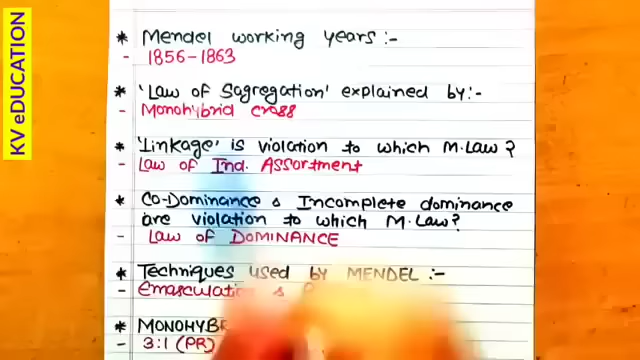 KV eDUCATION
* Mendel working years :-
- 1856-1863
* 'Law of Sagregation' explained by:-
- Monohybrid cross
* 'Linkage' is violation to which M.Law ?
- Law of Ind. Assortment
* Co-Dominance & Incomplete dominance
are violation to which M.Law?
- Law of DOMINANCE
* Techniques used by MENDEL :-
- Emasculati &
* MONOHYB
- 3:1 (PR)